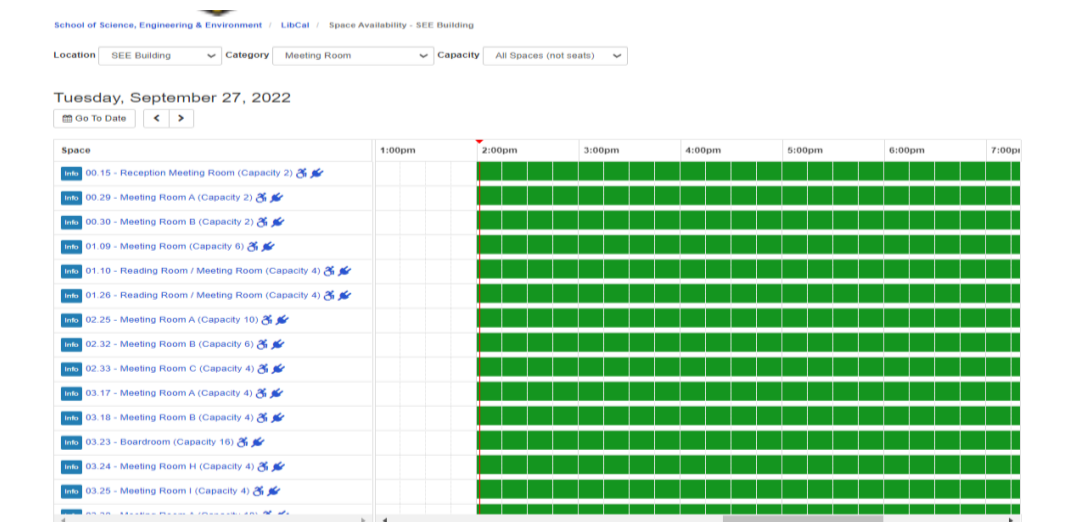 School of Science, Engineering & Environment / LibCal / Space Availability - SEE Building
Location SEE Building Category Meeting Room Capacity All Spaces (not seats)
Tuesday, September 27, 2022
Go To Date < >
Space 1:00pm 2:00pm 3:00pm 4:00pm 5:00pm 6:00pm 7:00p
Info 00.15 - Reception Meeting Room (Capacity 2)
Info 00.29 - Meeting Room A (Capacity 2)
Info 00.30 - Meeting Room B (Capacity 2)
Info 01.09 - Meeting Room (Capacity 6)
Info 01.10 - Reading Room / Meeting Room (Capacity 4)
Info 01.26 - Reading Room / Meeting Room (Capacity 4)
Info 02.25 - Meeting Room A (Capacity 10)
Info 02.32 - Meeting Room B (Capacity 6)
Info 02.33 - Meeting Room C (Capacity 4)
Info 03.17 - Meeting Room A (Capacity 4)
Info 03.18 - Meeting Room B (Capacity 4)
Info 03.23 - Boardroom (Capacity 16)
Info 03.24 - Meeting Room H (Capacity 4)
Info 03.25 - Meeting Room I (Capacity 4)